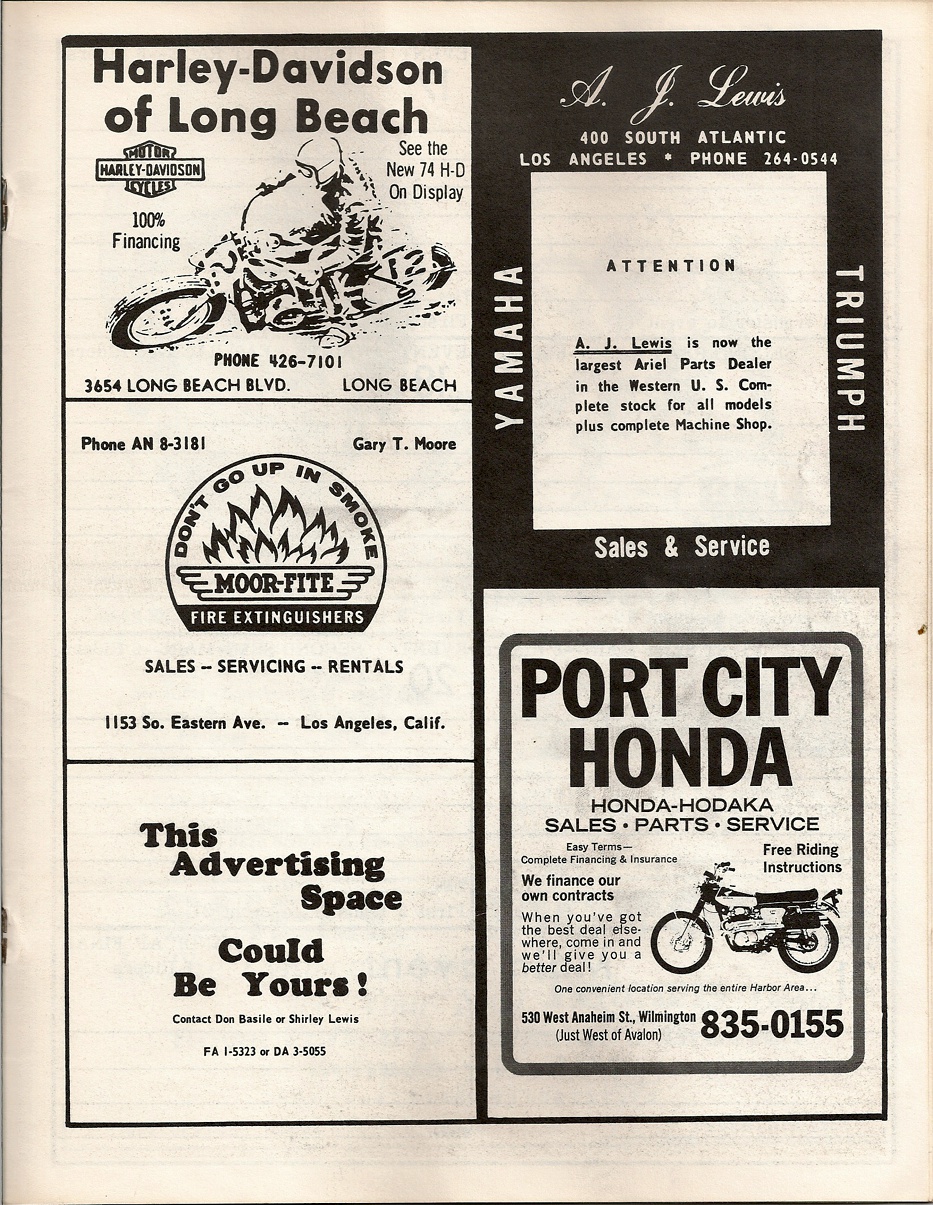 Harley-Davidson
of Long Beach
MOTOR
HARLEY-DAVIDSON
CYCLES
See the
New 74 H-D
On Display
100%
Financing
PHONE 426-7101
3654 LONG BEACH BLVD. LONG BEACH
Phone AN 8-3181 Gary T. Moore
DON'T GO UP IN SMOKE
MOOR-FITE
FIRE EXTINGUISHERS
SALES -- SERVICING -- RENTALS
1153 So. Eastern Ave. -- Los Angeles, Calif.
This
Advertising
Space
Could
Be Yours!
Contact Don Basile or Shirley Lewis
FA 1-5323 or DA 3-5055
A. J. Lewis
400 SOUTH ATLANTIC
LOS ANGELES * PHONE 264-0544
YAMAHA
ATTENTION
A. J. Lewis is now the
largest Ariel Parts Dealer
in the Western U. S. Com-
plete stock for all models
plus complete Machine Shop.
TRIUMPH
Sales & Service
PORT CITY
HONDA
HONDA-HODAKA
SALES • PARTS • SERVICE
Easy Terms—
Complete Financing & Insurance
Free Riding
Instructions
We finance our
own contracts
When you've got
the best deal else-
where, come in and
we'll give you a
better deal!
One convenient location serving the entire Harbor Area...
530 West Anaheim St., Wilmington
(Just West of Avalon)
835-0155